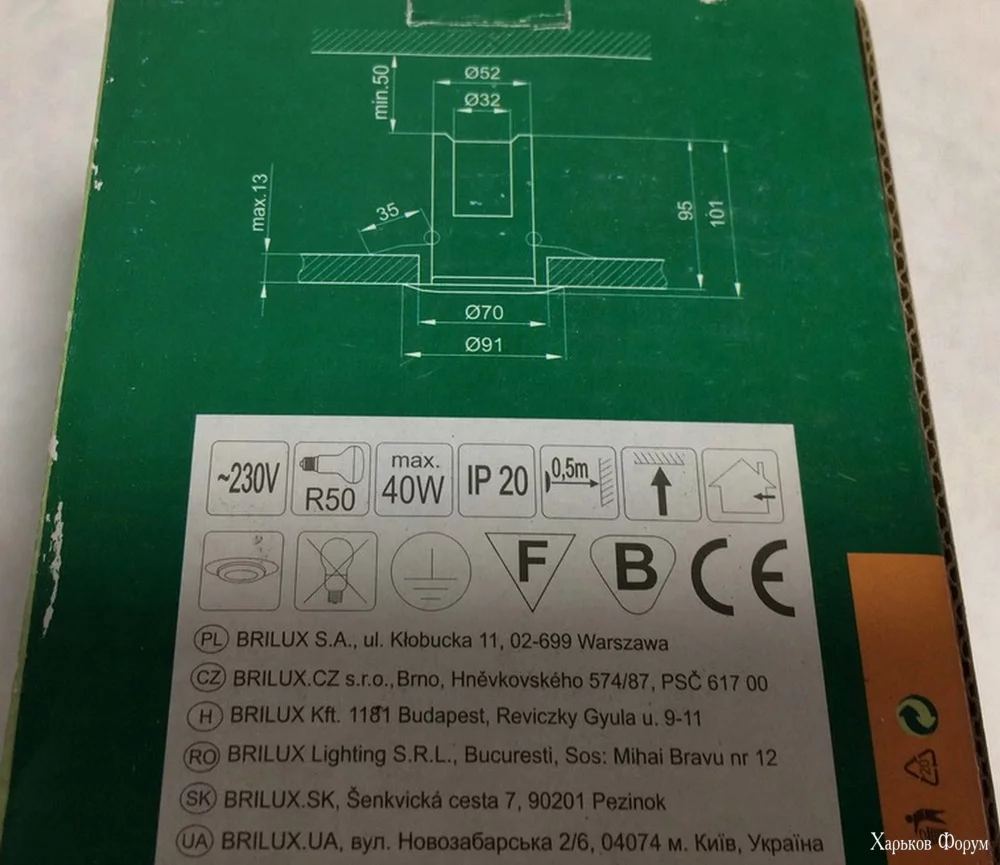 Ø52
min.50
Ø32
max.13
35
95
101
Ø70
Ø91
~230V
R50
max.
40W
IP 20
0,5m
F
B
CE
PL BRILUX S.A., ul. Kłobucka 11, 02-699 Warszawa
CZ BRILUX.CZ s.r.o., Brno, Hněvkovského 574/87, PSČ 617 00
H BRILUX Kft. 1181 Budapest, Reviczky Gyula u. 9-11
RO BRILUX Lighting S.R.L., Bucuresti, Sos: Mihai Bravu nr 12
SK BRILUX.SK, Šenkvická cesta 7, 90201 Pezinok
UA BRILUX.UA, вул. Новозабарська 2/6, 04074 м. Київ, Україна
20
Харьков Форум